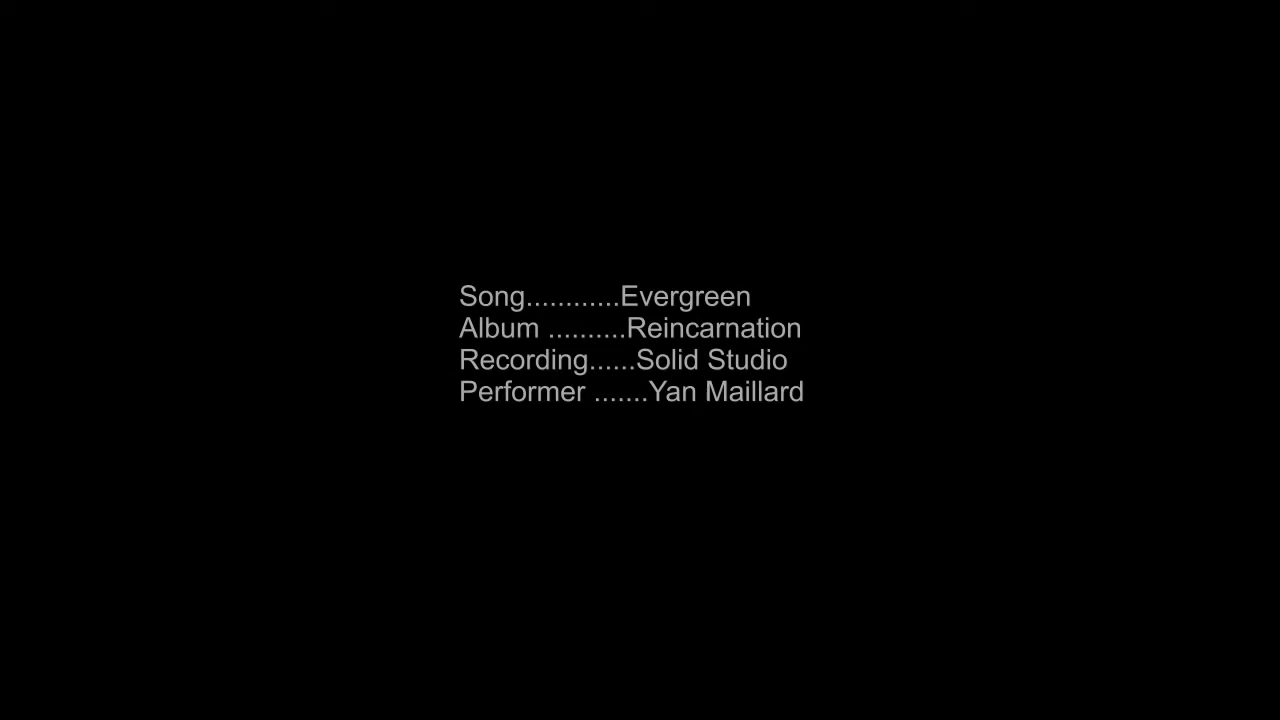 Song............Evergreen
Album ..........Reincarnation
Recording......Solid Studio
Performer .......Yan Maillard